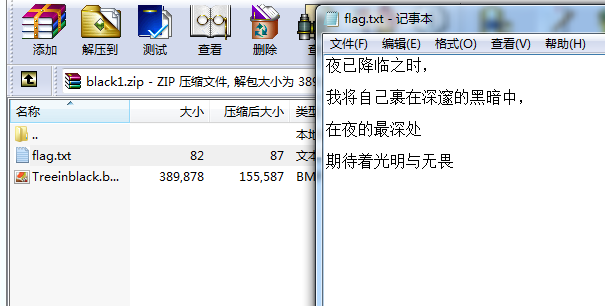 flag.txt - 记事本
添加
解压到
测试
查看
删除
文件(F) 编辑(E) 格式(O) 查看(V) 帮助(H)
夜已降临之时，
我将自己裹在深邃的黑暗中，
在夜的最深处
期待着光明与无畏
black1.zip - ZIP 压缩文件, 解包大小为 389
名称 大小 压缩后大小 类型
.. 本地
flag.txt 82 87 文本
Treeinblack.b... 389,878 155,587 BM